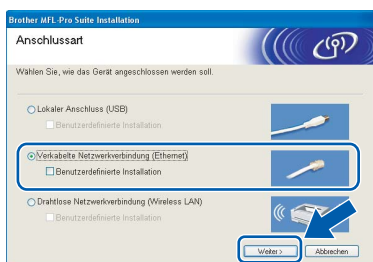 Brother MFL-Pro Suite Installation
Anschlussart
Wählen Sie, wie das Gerät angeschlossen werden soll.
Lokaler Anschluss (USB)
Benutzerdefinierte Installation
Verkabelte Netzwerkverbindung (Ethernet)
Benutzerdefinierte Installation
Drahtlose Netzwerkverbindung (Wireless LAN)
Benutzerdefinierte Installation
Weiter >
Abbrechen